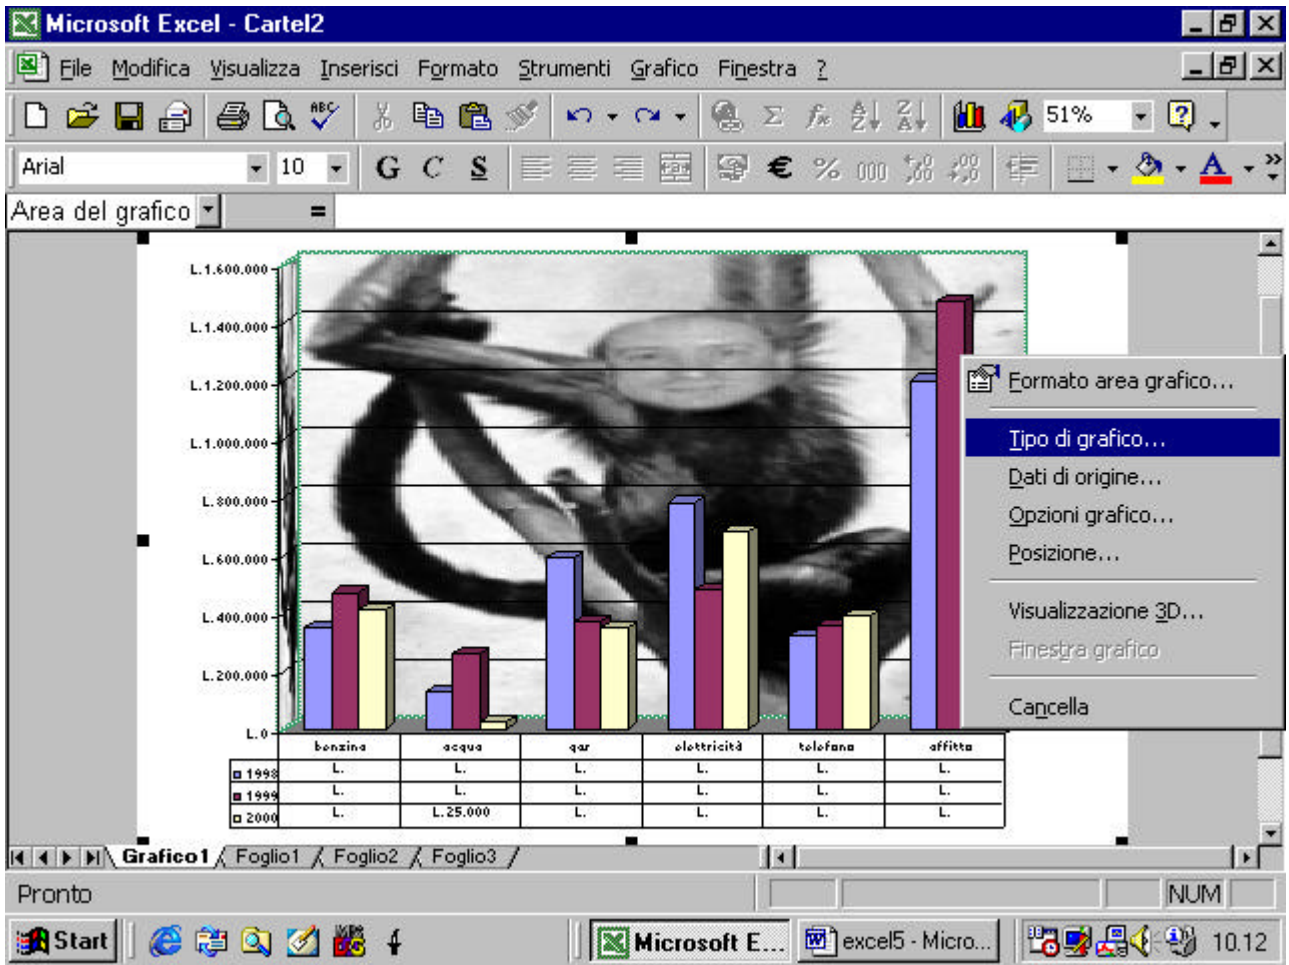 Microsoft Excel - Cartel2
File Modifica Visualizza Inserisci Formato Strumenti Grafico Finestra ?
ABC Σ fx A Z Z A 51% ?
Arial 10 G C S a € % 000 ,00 A »
Area del grafico =
L.1.600.000
L.1.400.000
L.1.200.000
L.1.000.000
L.800.000
L.600.000
L.400.000
L.200.000
L.0
Formato area grafico...
Tipo di grafico...
Dati di origine...
Opzioni grafico...
Posizione...
Visualizzazione 3D...
Finestra grafico
Cancella
benzina acqua gas elettricità telefono affitto
1998 L. L. L. L. L. L.
1999 L. L. L. L. L. L.
2000 L. L.25.000 L. L. L. L.
Grafico1 Foglio1 Foglio2 Foglio3
Pronto NUM
Start Microsoft E... excel5 - Micro... 10.12